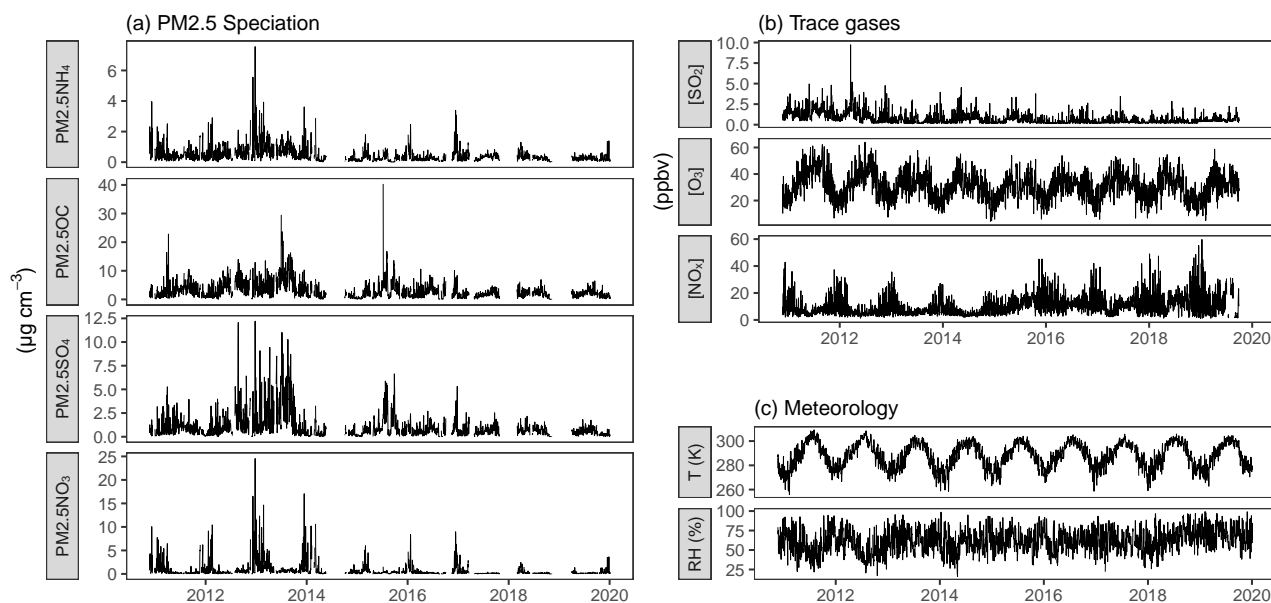 (a) PM2.5 Speciation
PM2.5NH₄
6
4
2
0
PM2.5OC
40
30
20
10
0
(μg cm⁻³)
PM2.5SO₄
12.5
10.0
7.5
5.0
2.5
0.0
PM2.5NO₃
25
20
15
10
5
0
2012 2014 2016 2018 2020
(b) Trace gases
[SO₂]
10.0
7.5
5.0
2.5
0.0
(ppbv)
[O₃]
60
40
20
[NOₓ]
60
40
20
0
2012 2014 2016 2018 2020
(c) Meteorology
T (K)
300
280
260
RH (%)
100
75
50
25
2012 2014 2016 2018 2020